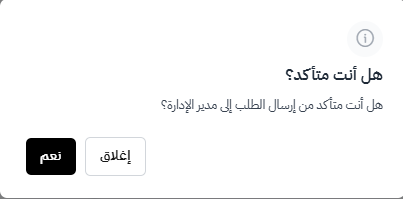 هل أنت متأكد؟
هل أنت متأكد من إرسال الطلب إلى مدير الإدارة؟
إغلاق
نعم